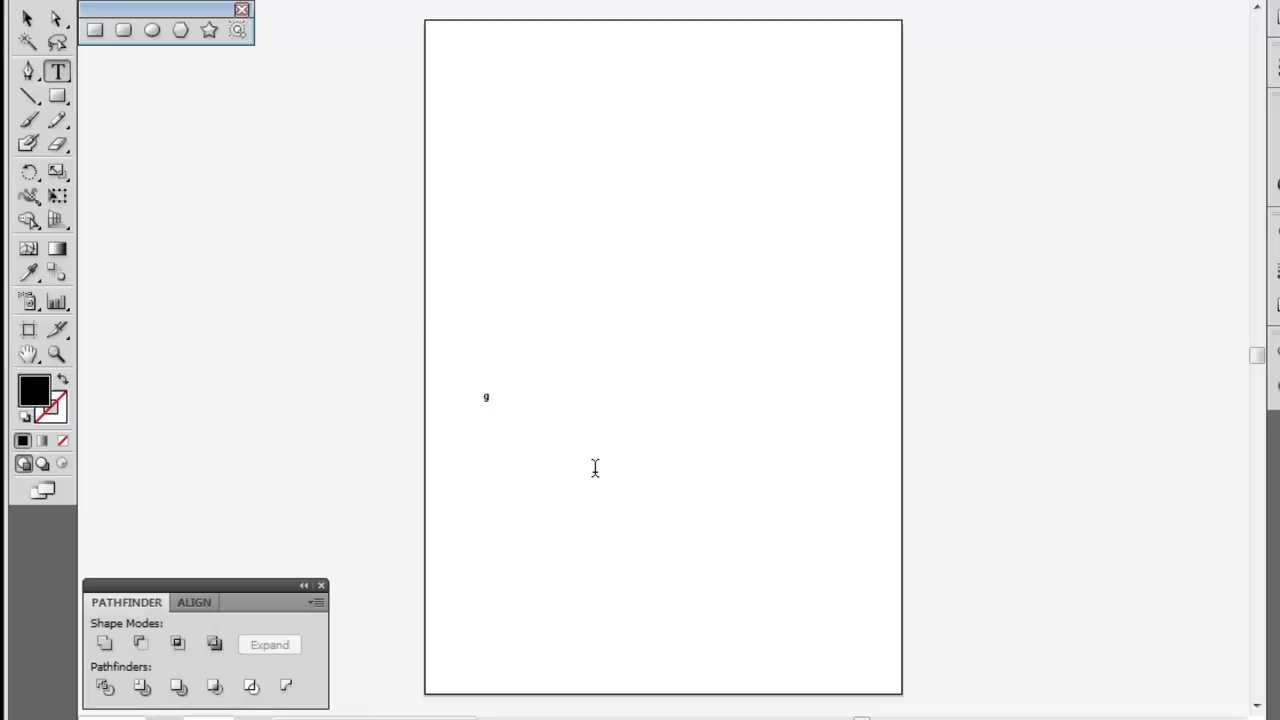 T
g
PATHFINDER ALIGN
Shape Modes:
Expand
Pathfinders: